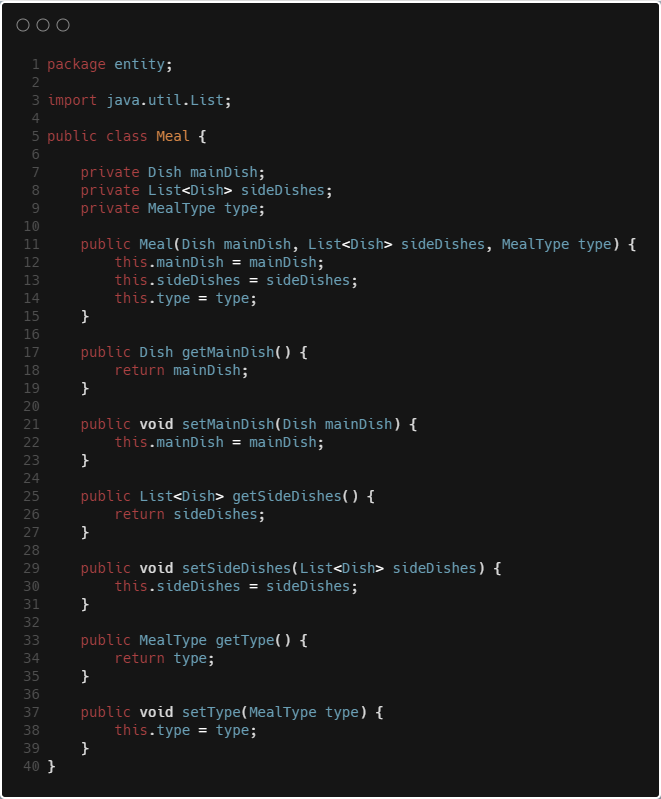 1 package entity;
2
3 import java.util.List;
4
5 public class Meal {
6
7     private Dish mainDish;
8     private List<Dish> sideDishes;
9     private MealType type;
10
11     public Meal(Dish mainDish, List<Dish> sideDishes, MealType type) {
12         this.mainDish = mainDish;
13         this.sideDishes = sideDishes;
14         this.type = type;
15     }
16
17     public Dish getMainDish() {
18         return mainDish;
19     }
20
21     public void setMainDish(Dish mainDish) {
22         this.mainDish = mainDish;
23     }
24
25     public List<Dish> getSideDishes() {
26         return sideDishes;
27     }
28
29     public void setSideDishes(List<Dish> sideDishes) {
30         this.sideDishes = sideDishes;
31     }
32
33     public MealType getType() {
34         return type;
35     }
36
37     public void setType(MealType type) {
38         this.type = type;
39     }
40 }